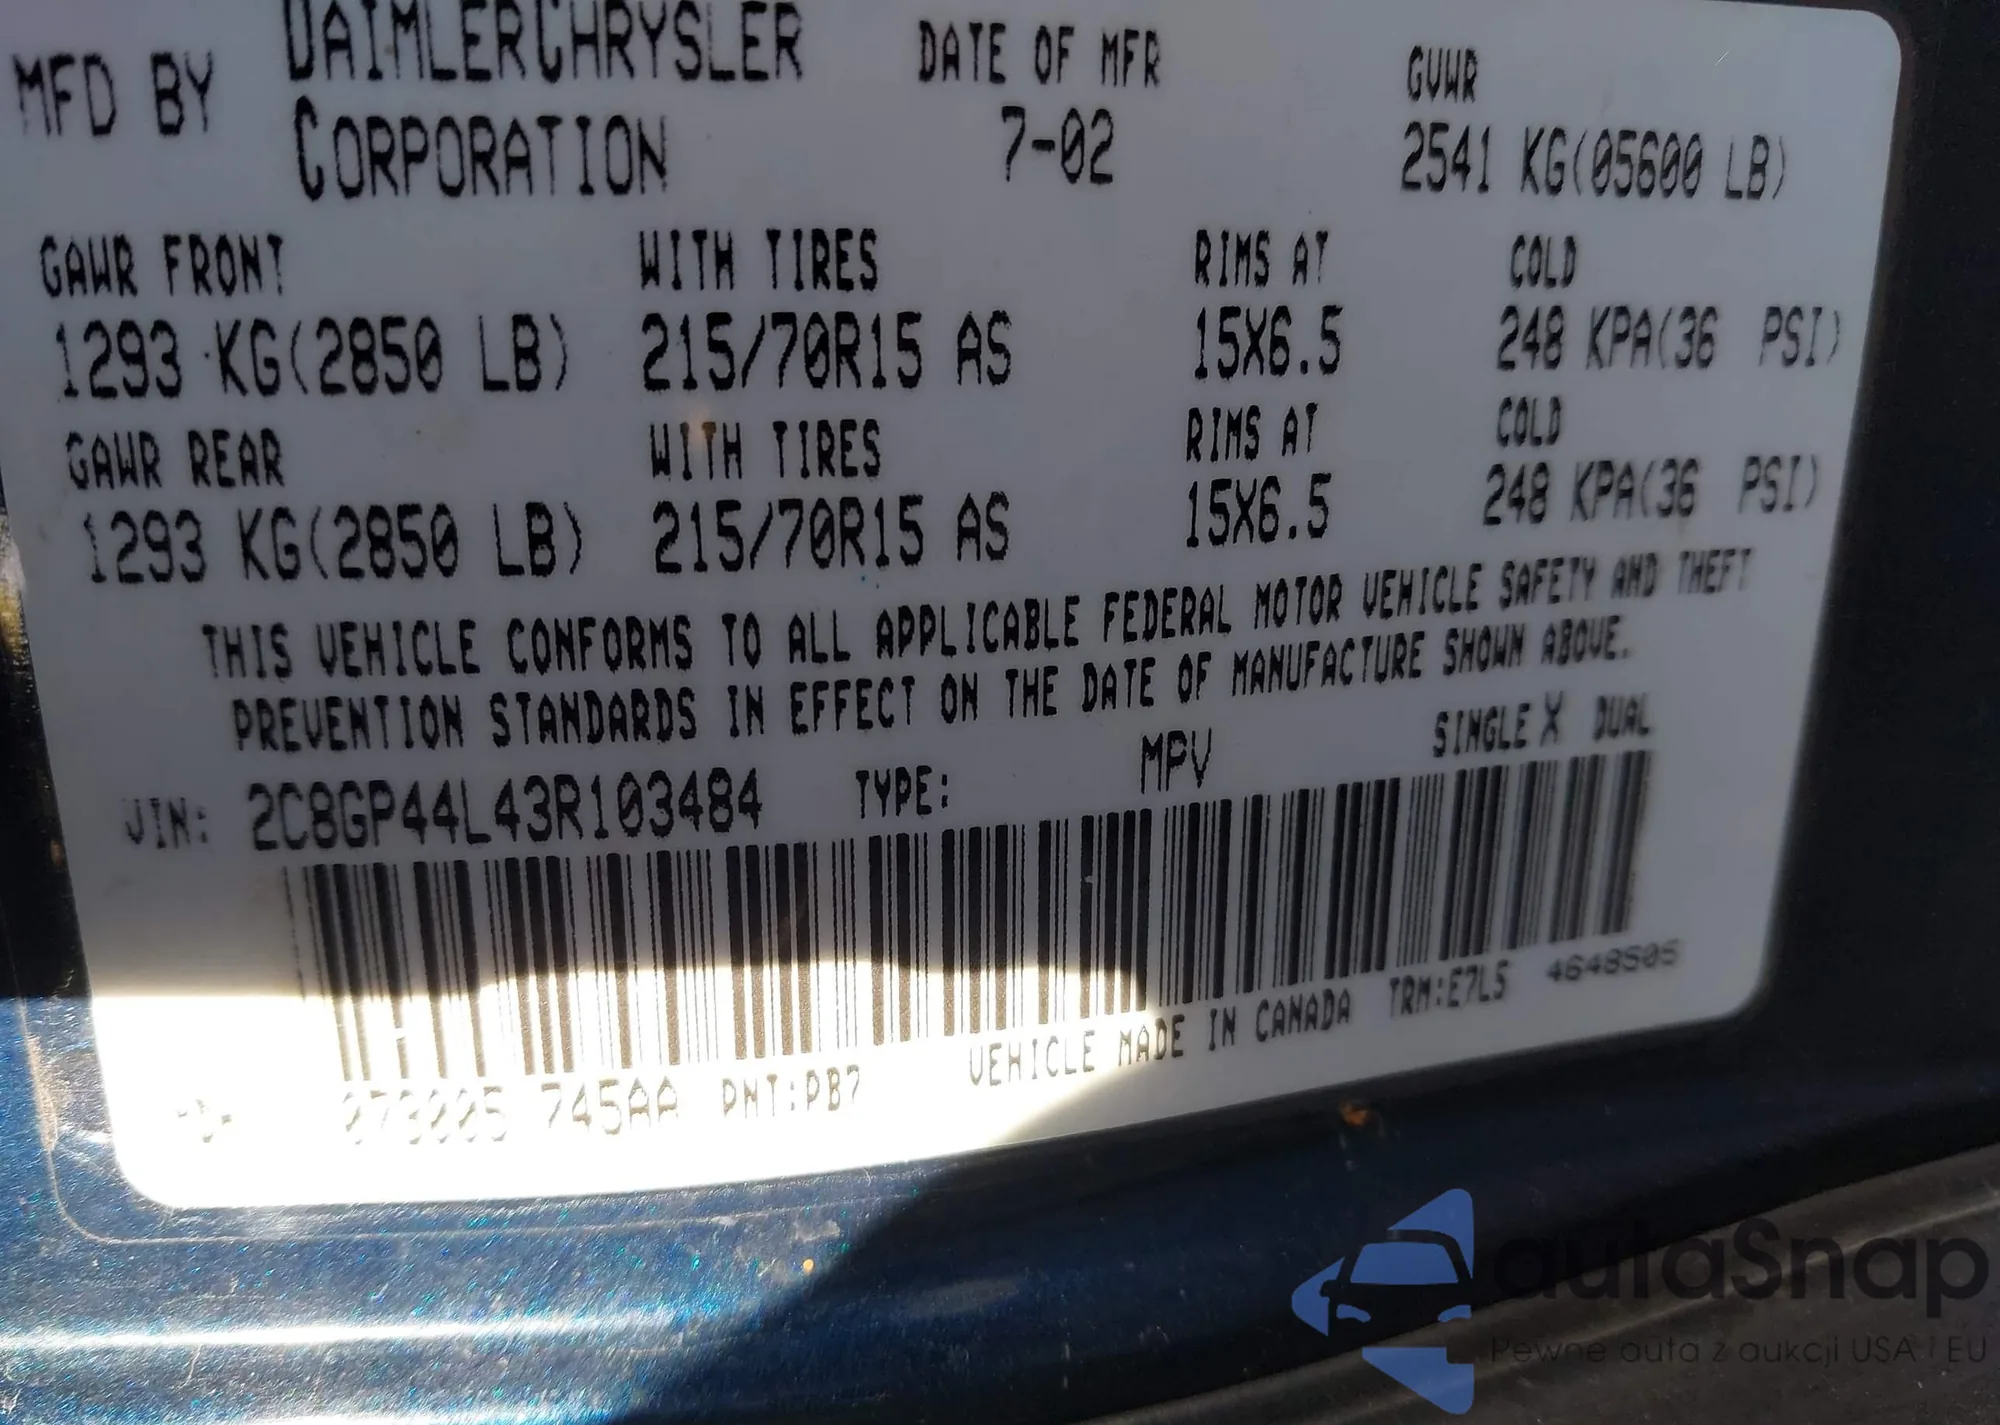 MFD BY DAIMLERCHRYSLER CORPORATION DATE OF MFR 7-02 GVWR 2541 KG(05600 LB)
GAWR FRONT WITH TIRES RIMS AT COLD
1293 KG(2850 LB) 215/70R15 AS 15X6.5 248 KPA(36 PSI)
GAWR REAR WITH TIRES RIMS AT COLD
1293 KG(2850 LB) 215/70R15 AS 15X6.5 248 KPA(36 PSI)
THIS VEHICLE CONFORMS TO ALL APPLICABLE FEDERAL MOTOR VEHICLE SAFETY AND THEFT
PREVENTION STANDARDS IN EFFECT ON THE DATE OF MANUFACTURE SHOWN ABOVE.
VIN: 2C8GP44L43R103484 TYPE: MPV SINGLE X DUAL
073005 745AA PNT:PB7 VEHICLE MADE IN CANADA TRM:E7L5 4648505
autaSnap
Pewne auta z aukcji USA i EU